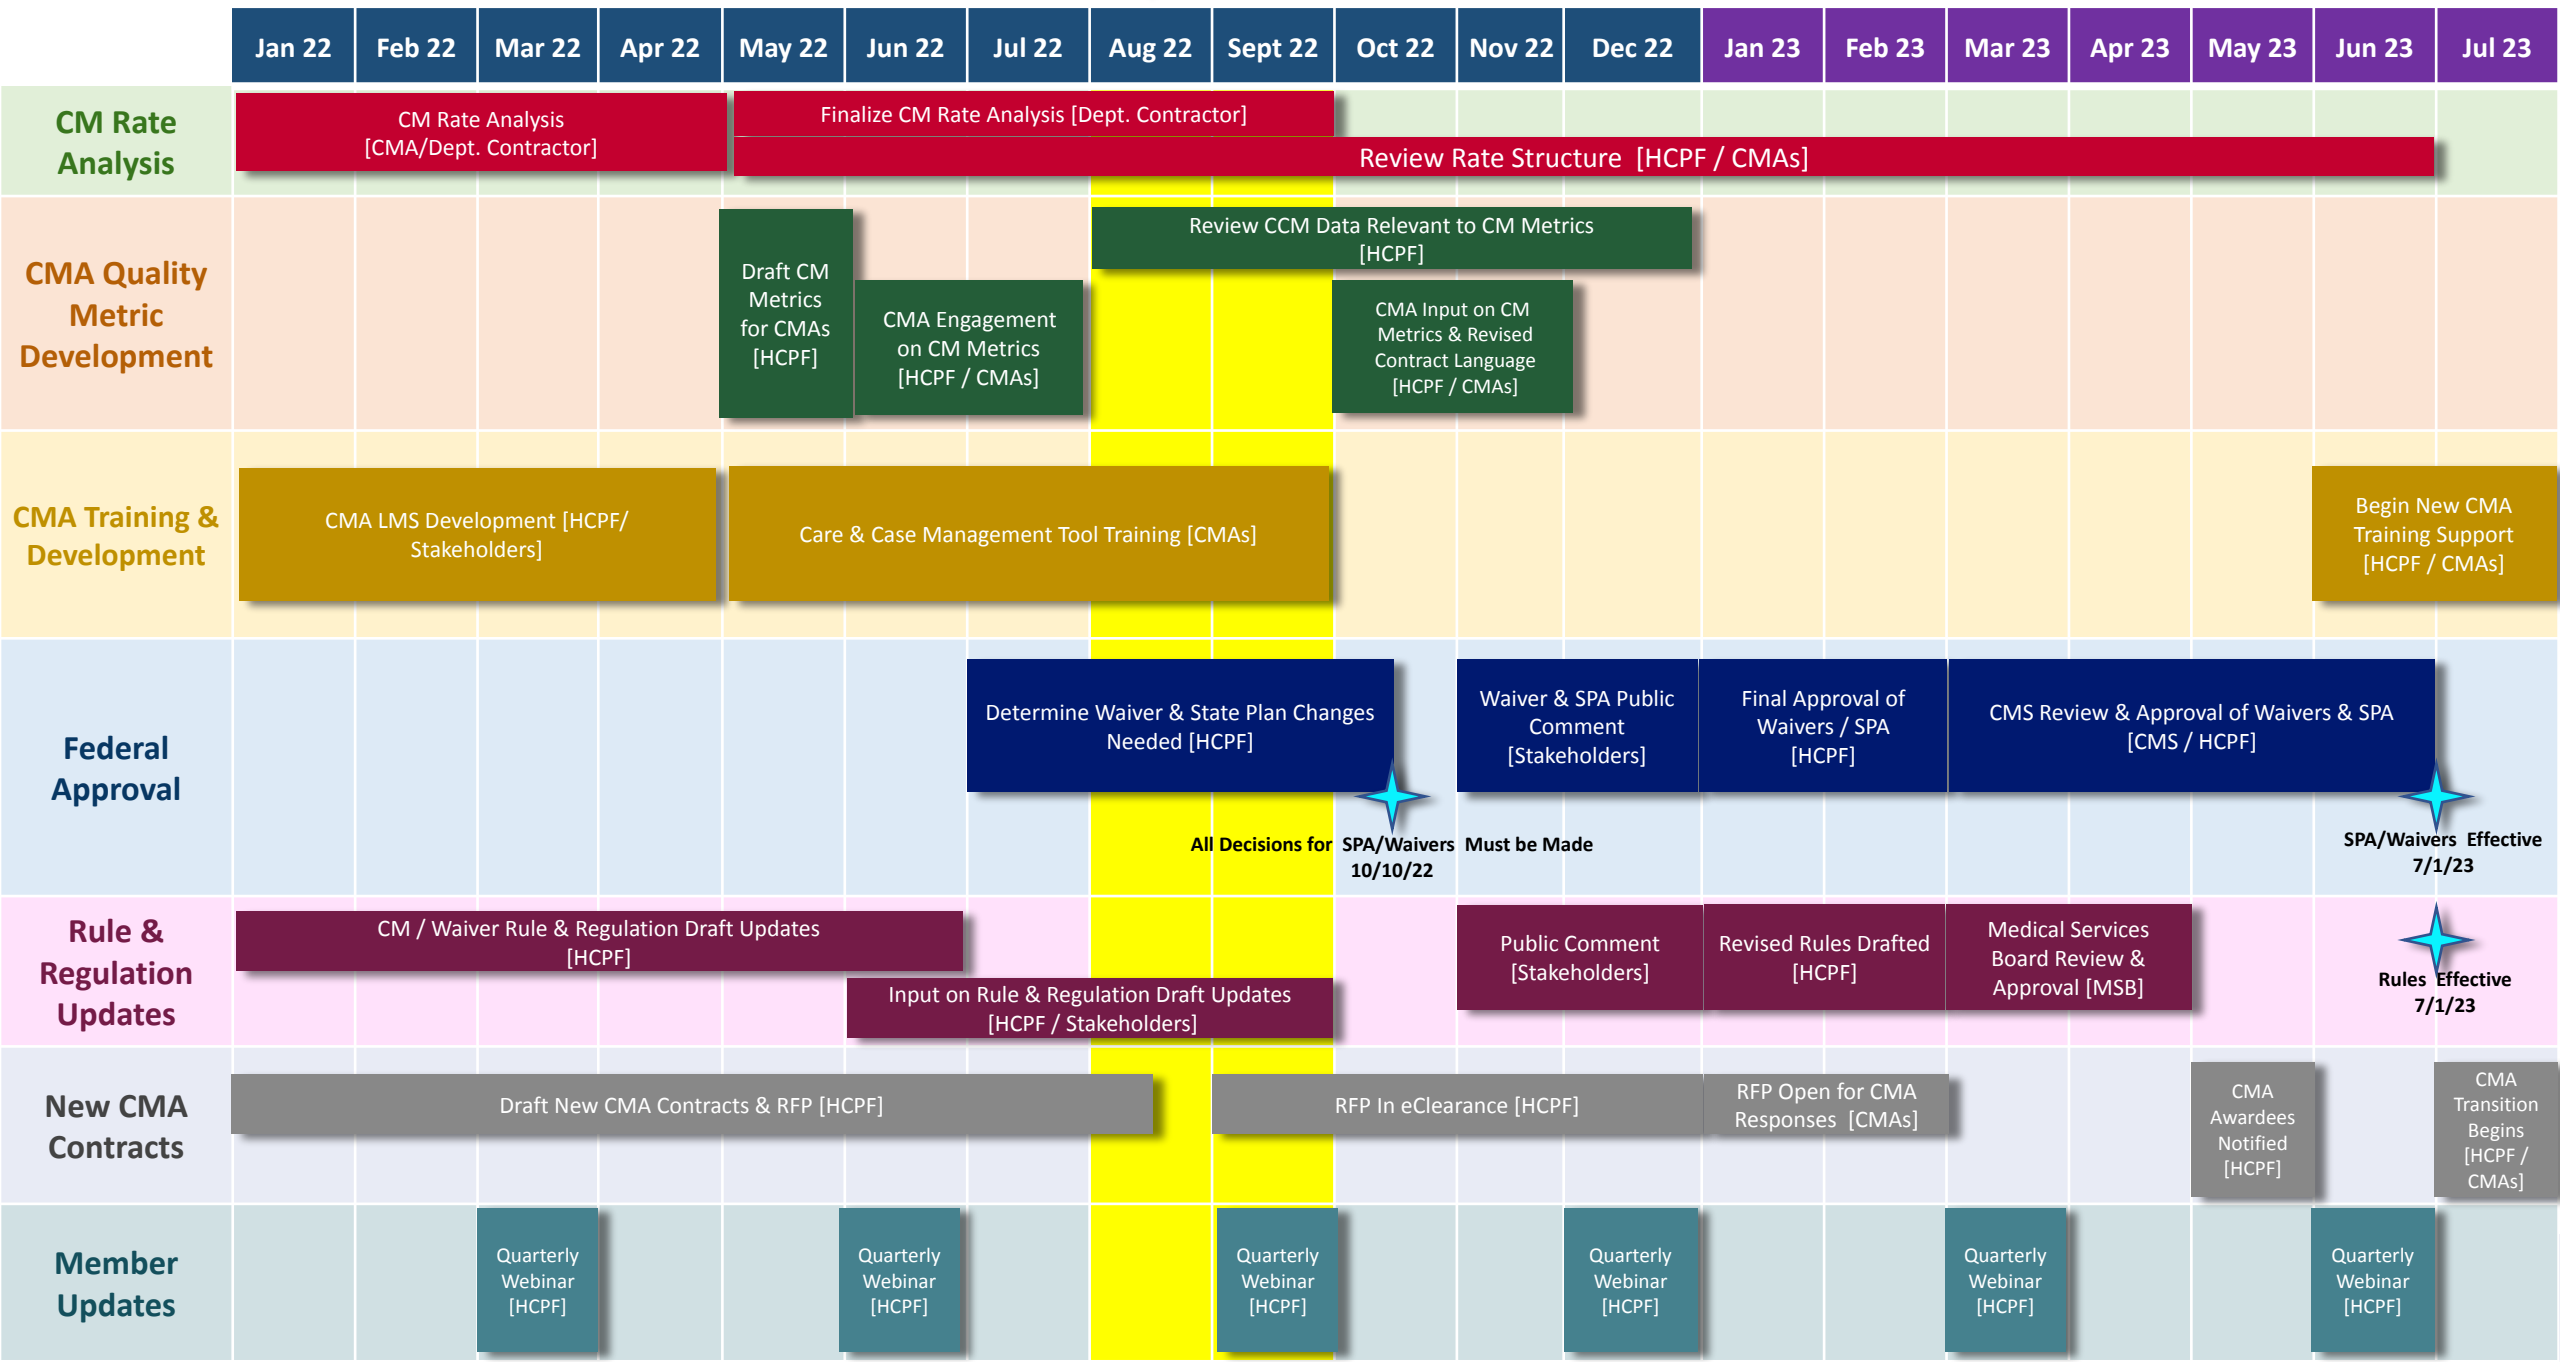 Jan 22
Feb 22
Mar 22
Apr 22
May 22
Jun 22
Jul 22
Aug 22
Sept 22
Oct 22
Nov 22
Dec 22
Jan 23
Feb 23
Mar 23
Apr 23
May 23
Jun 23
Jul 23
CM Rate
Analysis
CM Rate Analysis
[CMA/Dept. Contractor]
Finalize CM Rate Analysis [Dept. Contractor]
Review Rate Structure [HCPF / CMAs]
CMA Quality
Metric
Development
Draft CM
Metrics
for CMAs
[HCPF]
CMA Engagement
on CM Metrics
[HCPF / CMAs]
Review CCM Data Relevant to CM Metrics
[HCPF]
CMA Input on CM
Metrics & Revised
Contract Language
[HCPF / CMAs]
CMA Training &
Development
CMA LMS Development [HCPF/
Stakeholders]
Care & Case Management Tool Training [CMAs]
Begin New CMA
Training Support
[HCPF / CMAs]
Federal
Approval
Determine Waiver & State Plan Changes
Needed [HCPF]
Waiver & SPA Public
Comment
[Stakeholders]
Final Approval of
Waivers / SPA
[HCPF]
CMS Review & Approval of Waivers & SPA
[CMS / HCPF]
All Decisions for SPA/Waivers Must be Made
10/10/22
SPA/Waivers Effective
7/1/23
Rule &
Regulation
Updates
CM / Waiver Rule & Regulation Draft Updates
[HCPF]
Input on Rule & Regulation Draft Updates
[HCPF / Stakeholders]
Public Comment
[Stakeholders]
Revised Rules Drafted
[HCPF]
Medical Services
Board Review &
Approval [MSB]
Rules Effective
7/1/23
New CMA
Contracts
Draft New CMA Contracts & RFP [HCPF]
RFP In eClearance [HCPF]
RFP Open for CMA
Responses [CMAs]
CMA
Awardees
Notified
[HCPF]
CMA
Transition
Begins
[HCPF /
CMAs]
Member
Updates
Quarterly
Webinar
[HCPF]
Quarterly
Webinar
[HCPF]
Quarterly
Webinar
[HCPF]
Quarterly
Webinar
[HCPF]
Quarterly
Webinar
[HCPF]
Quarterly
Webinar
[HCPF]